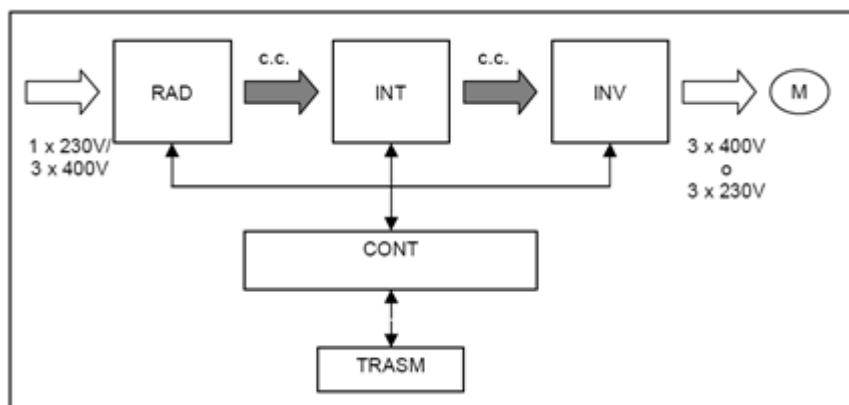 c.c.
c.c.
RAD
INT
INV
M
1 x 230V/
3 x 400V
3 x 400V
o
3 x 230V
CONT
TRASM